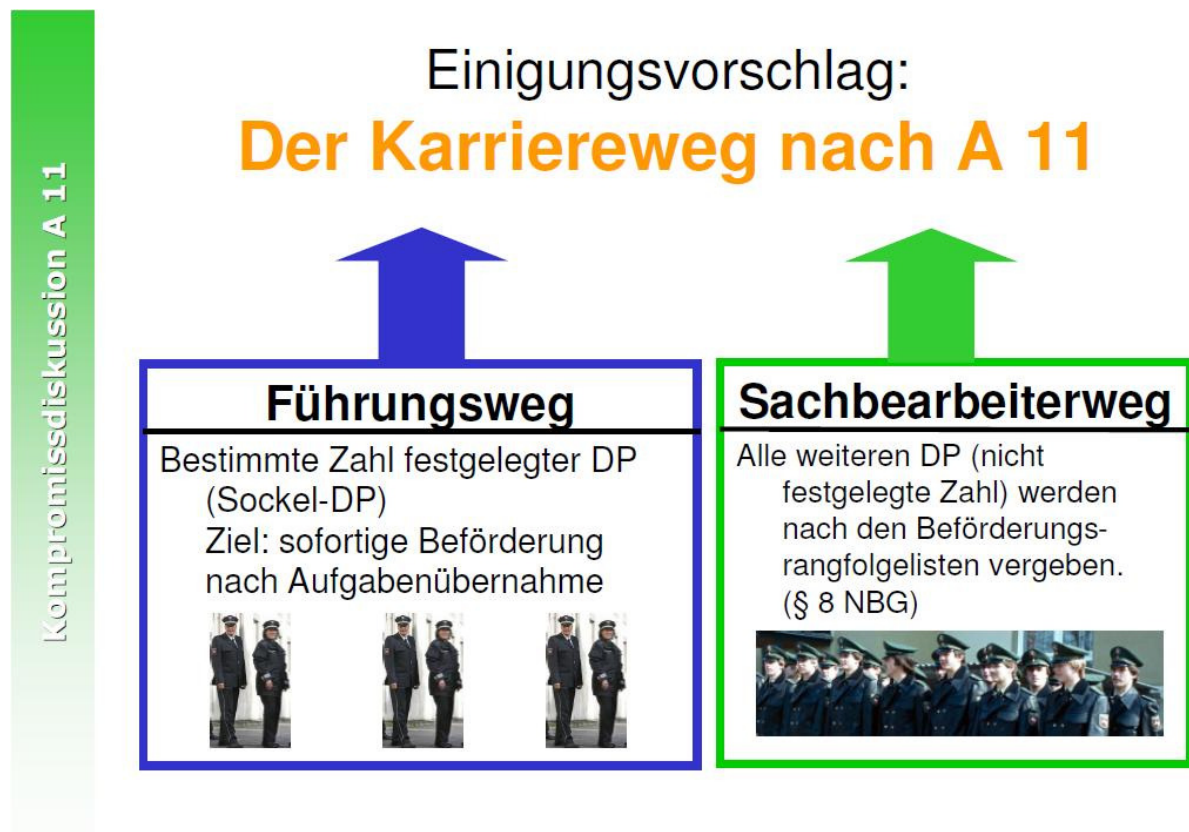 Kompromissdiskussion A 11
Einigungsvorschlag:
Der Karriereweg nach A 11
Führungsweg
Bestimmte Zahl festgelegter DP
(Sockel-DP)
Ziel: sofortige Beförderung
nach Aufgabenübernahme
Sachbearbeiterweg
Alle weiteren DP (nicht
festgelegte Zahl) werden
nach den Beförderungs-
rangfolgelisten vergeben.
(§ 8 NBG)